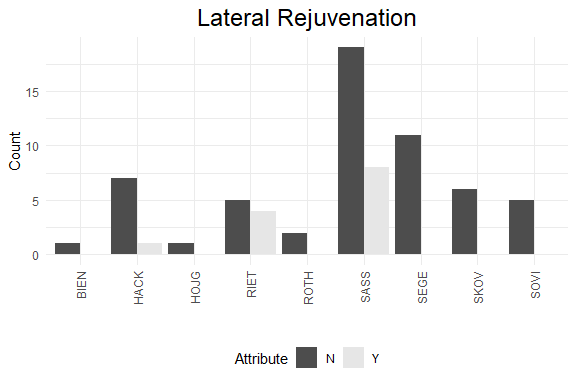 Lateral Rejuvenation
Count
15
10
5
0
BIEN
HACK
HOJG
RIET
ROTH
SASS
SEGE
SKOV
SOVI
Attribute N Y